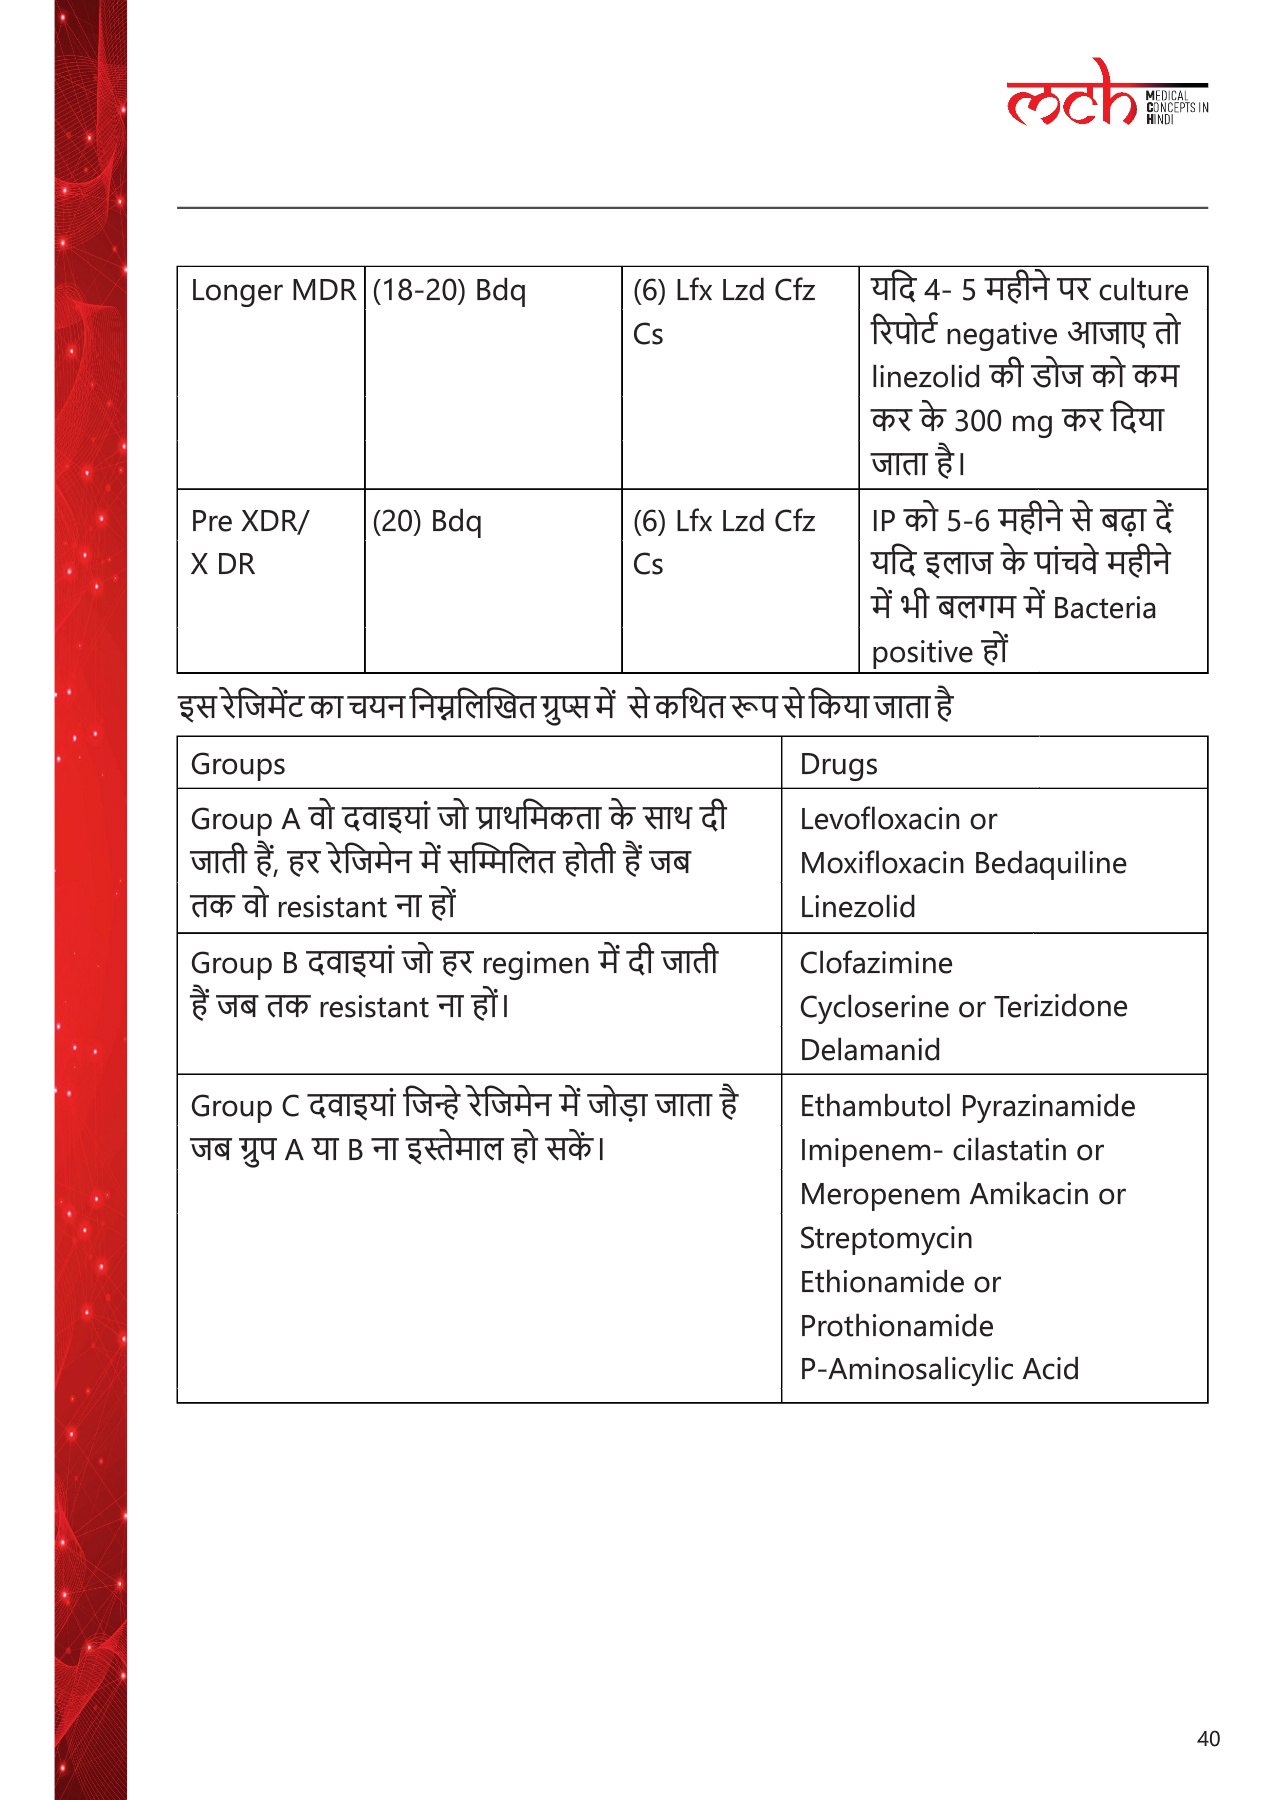 mch MEDICAL
CONCEPTS IN
HINDI
Longer MDR (18-20) Bdq (6) Lfx Lzd Cfz यदि 4- 5 महीने पर culture
Cs रिपोर्ट negative आजाए तो
linezolid की डोज को कम
कर के 300 mg कर दिया
जाता है।
Pre XDR/ (20) Bdq (6) Lfx Lzd Cfz IP को 5-6 महीने से बढ़ा दें
X DR Cs यदि इलाज के पांचवे महीने
में भी बलगम में Bacteria
positive हों
इस रेजिमेंट का चयन निम्नलिखित ग्रुप्स में से कथित रूप से किया जाता है
Groups Drugs
Group A वो दवाइयां जो प्राथमिकता के साथ दी Levofloxacin or
जाती हैं, हर रेजिमेन में सम्मिलित होती हैं जब Moxifloxacin Bedaquiline
तक वो resistant ना हों Linezolid
Group B दवाइयां जो हर regimen में दी जाती Clofazimine
हैं जब तक resistant ना हों। Cycloserine or Terizidone
Delamanid
Group C दवाइयां जिन्हे रेजिमेन में जोड़ा जाता है Ethambutol Pyrazinamide
जब ग्रुप A या B ना इस्तेमाल हो सकें। Imipenem- cilastatin or
Meropenem Amikacin or
Streptomycin
Ethionamide or
Prothionamide
P-Aminosalicylic Acid
40